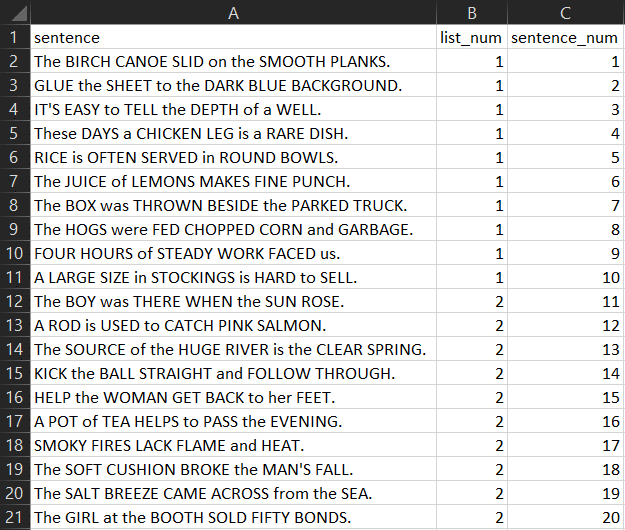 A B C
1 sentence list_num sentence_num
2 The BIRCH CANOE SLID on the SMOOTH PLANKS. 1 1
3 GLUE the SHEET to the DARK BLUE BACKGROUND. 1 2
4 IT'S EASY to TELL the DEPTH of a WELL. 1 3
5 These DAYS a CHICKEN LEG is a RARE DISH. 1 4
6 RICE is OFTEN SERVED in ROUND BOWLS. 1 5
7 The JUICE of LEMONS MAKES FINE PUNCH. 1 6
8 The BOX was THROWN BESIDE the PARKED TRUCK. 1 7
9 The HOGS were FED CHOPPED CORN and GARBAGE. 1 8
10 FOUR HOURS of STEADY WORK FACED us. 1 9
11 A LARGE SIZE in STOCKINGS is HARD to SELL. 1 10
12 The BOY was THERE WHEN the SUN ROSE. 2 11
13 A ROD is USED to CATCH PINK SALMON. 2 12
14 The SOURCE of the HUGE RIVER is the CLEAR SPRING. 2 13
15 KICK the BALL STRAIGHT and FOLLOW THROUGH. 2 14
16 HELP the WOMAN GET BACK to her FEET. 2 15
17 A POT of TEA HELPS to PASS the EVENING. 2 16
18 SMOKY FIRES LACK FLAME and HEAT. 2 17
19 The SOFT CUSHION BROKE the MAN'S FALL. 2 18
20 The SALT BREEZE CAME ACROSS from the SEA. 2 19
21 The GIRL at the BOOTH SOLD FIFTY BONDS. 2 20